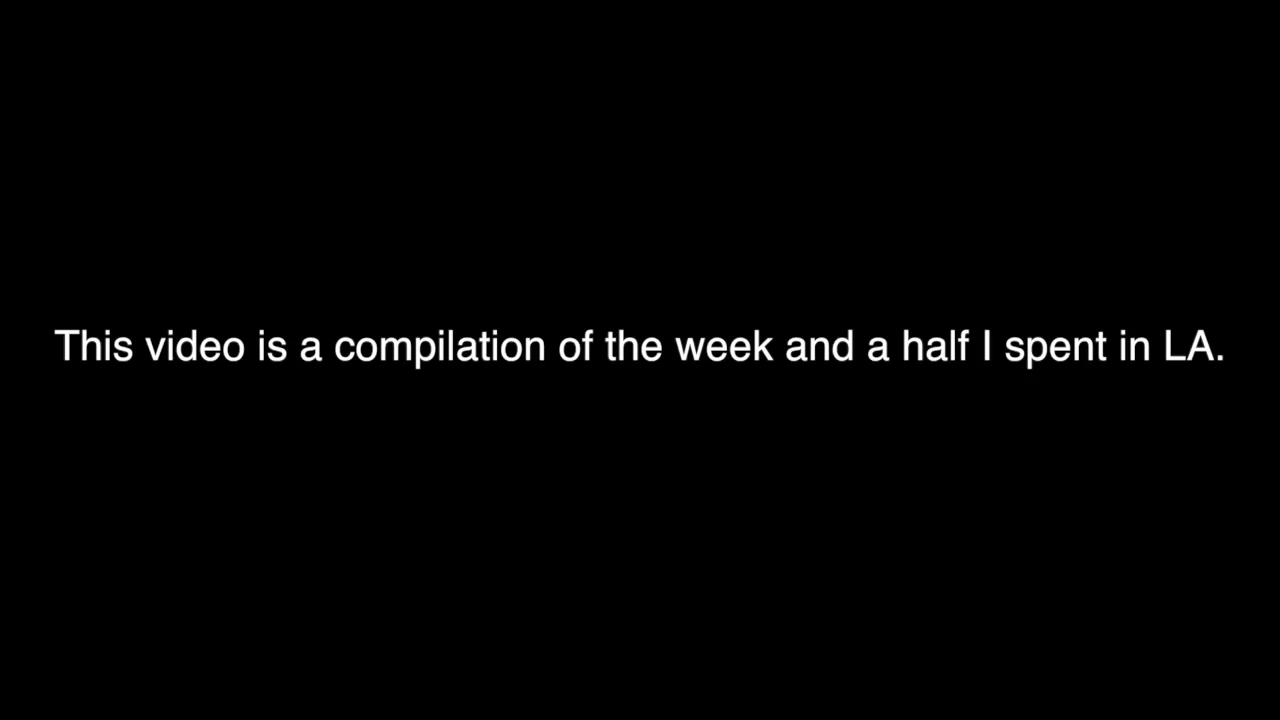 This video is a compilation of the week and a half I spent in LA.